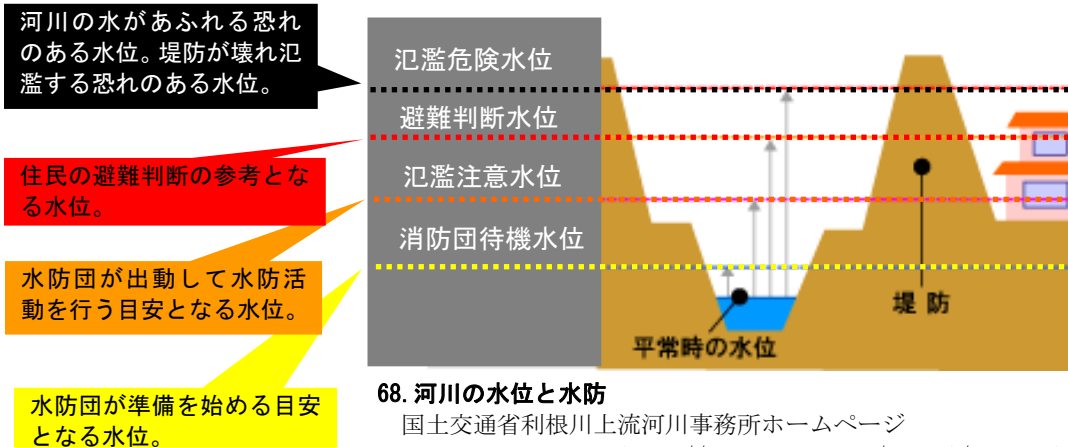 河川の水があふれる恐れ
のある水位。堤防が壊れ氾
濫する恐れのある水位。
住民の避難判断の参考とな
る水位。
水防団が出動して水防活
動を行う目安となる水位。
水防団が準備を始める目安
となる水位。
氾濫危険水位
避難判断水位
氾濫注意水位
消防団待機水位
堤防
平常時の水位
68. 河川の水位と水防
国土交通省利根川上流河川事務所ホームページ